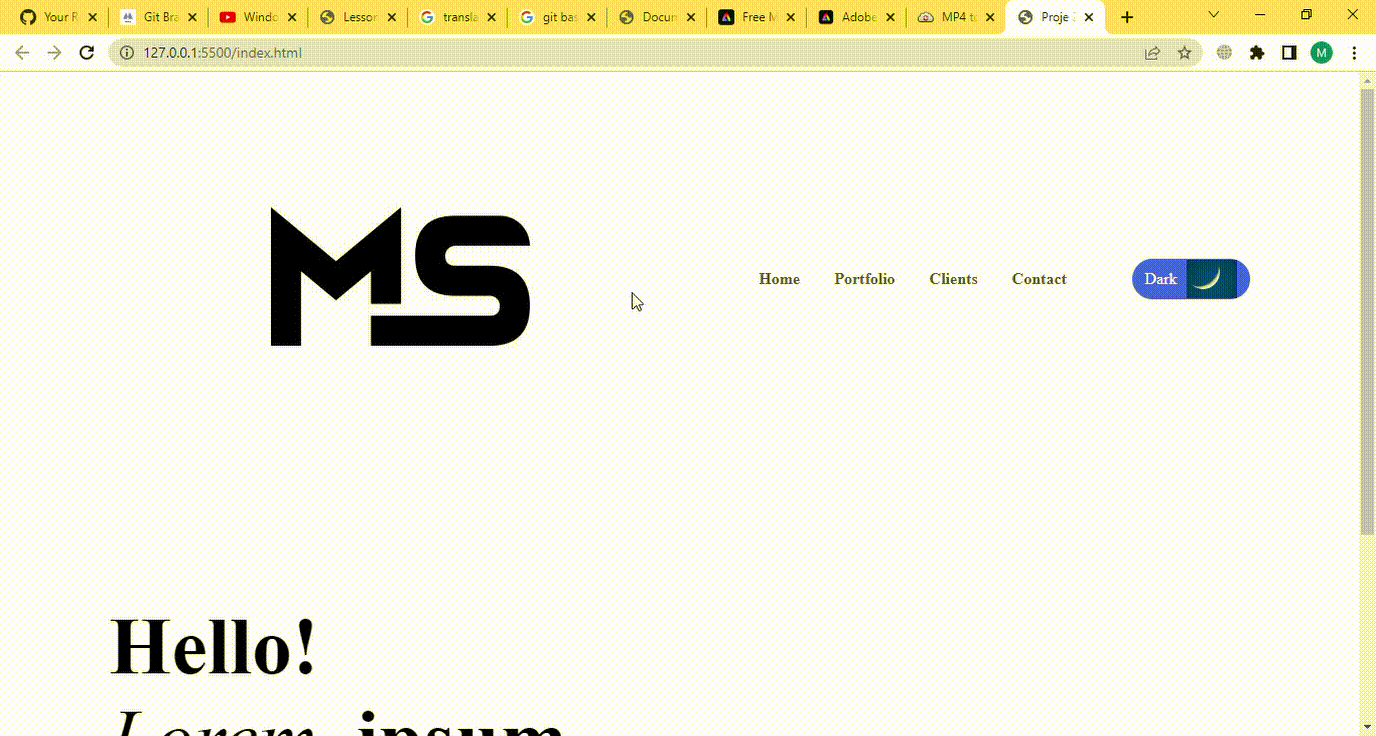 Your R Git Bra Windo Lesson transla git bas Docum Free M Adobe MP4 to Proje
127.0.0.1:5500/index.html M
MS
Home Portfolio Clients Contact Dark
Hello!
Lorem ipsum